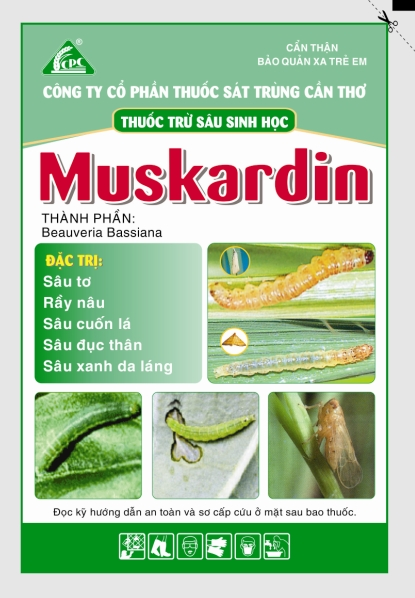 CPC
®
CẨN THẬN
BẢO QUẢN XA TRẺ EM
CÔNG TY CỔ PHẦN THUỐC SÁT TRÙNG CẦN THƠ
THUỐC TRỪ SÂU SINH HỌC
Muskardin
THÀNH PHẦN:
Beauveria Bassiana
ĐẶC TRỊ:
Sâu tơ
Rầy nâu
Sâu cuốn lá
Sâu đục thân
Sâu xanh da láng
Đọc kỹ hướng dẫn an toàn và sơ cấp cứu ở mặt sau bao thuốc.